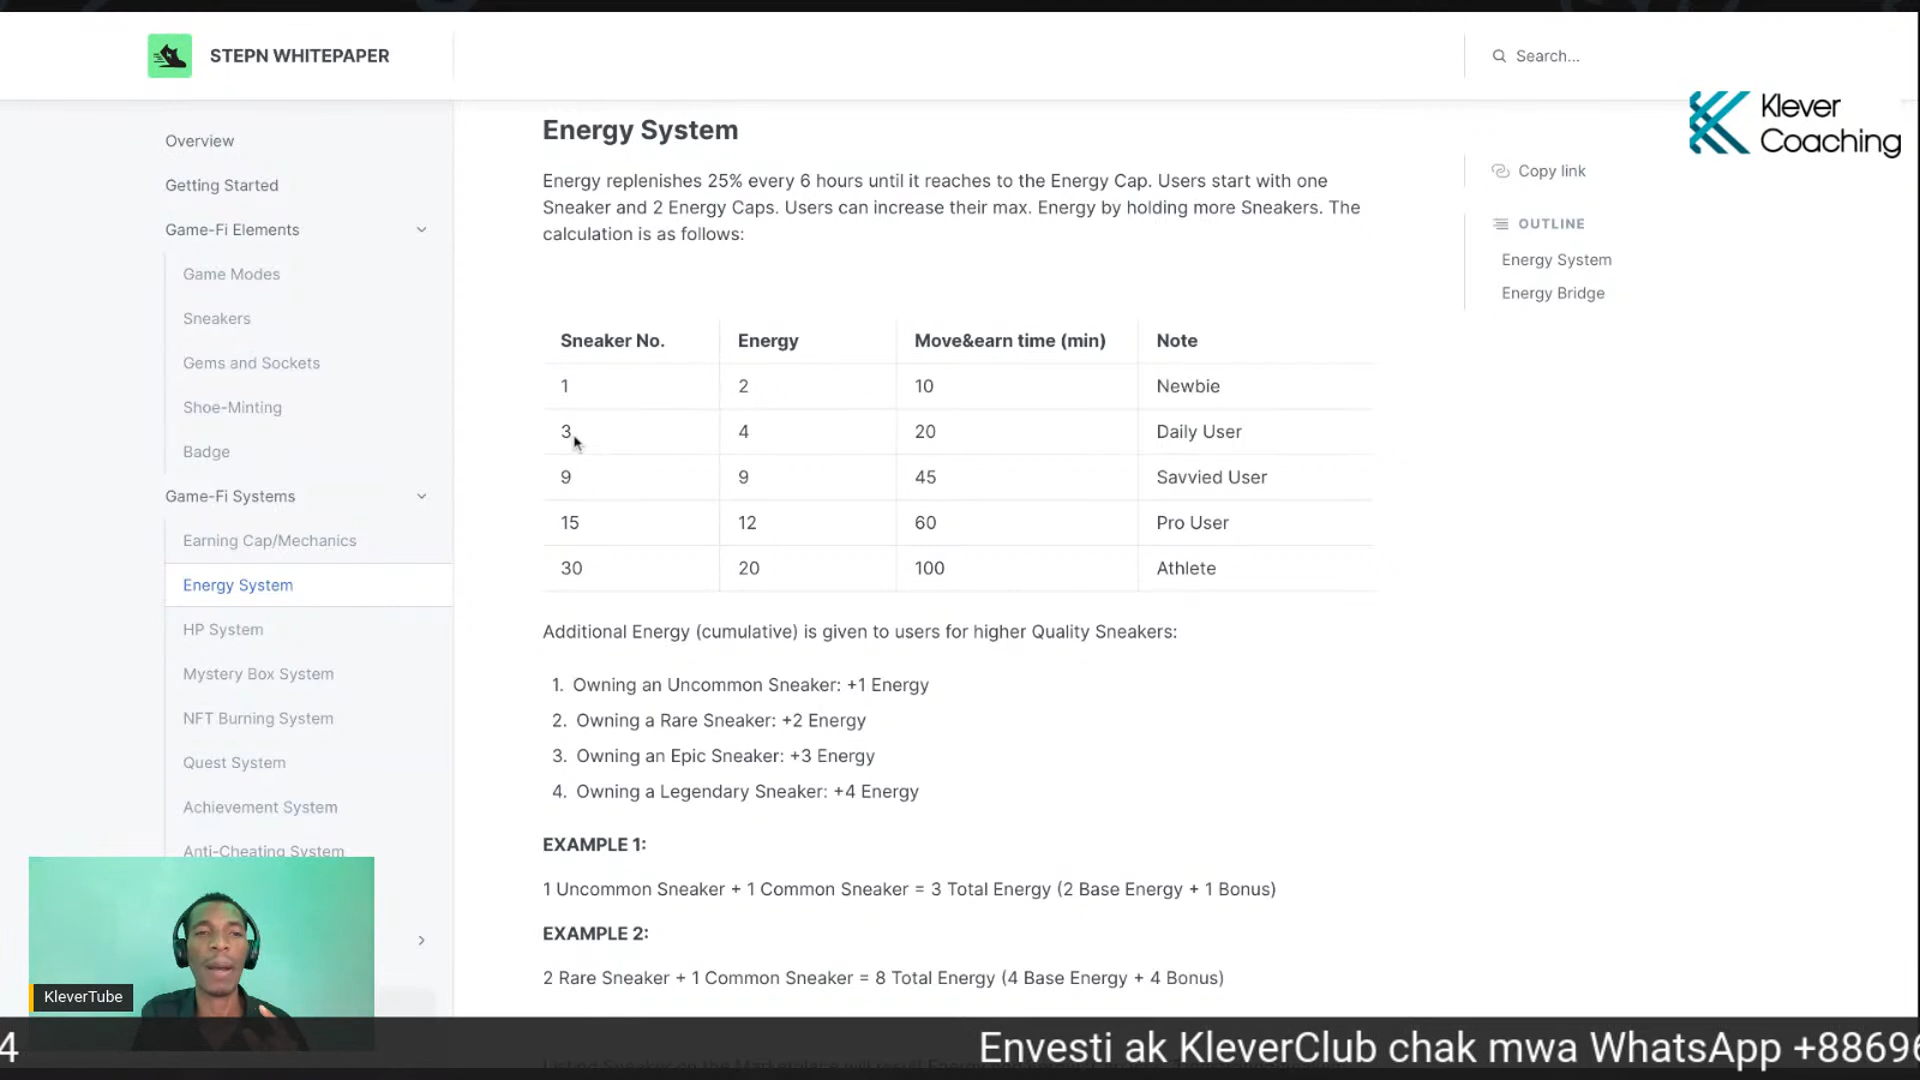 STEPN WHITEPAPER
Search...
Klever
Coaching
Overview
Getting Started
Game-Fi Elements
Game Modes
Sneakers
Gems and Sockets
Shoe-Minting
Badge
Game-Fi Systems
Earning Cap/Mechanics
Energy System
HP System
Mystery Box System
NFT Burning System
Quest System
Achievement System
Anti-Cheating System
Energy System
Energy replenishes 25% every 6 hours until it reaches to the Energy Cap. Users start with one
Sneaker and 2 Energy Caps. Users can increase their max. Energy by holding more Sneakers. The
calculation is as follows:
Sneaker No. Energy Move&earn time (min) Note
1 2 10 Newbie
3 4 20 Daily User
9 9 45 Savvied User
15 12 60 Pro User
30 20 100 Athlete
Additional Energy (cumulative) is given to users for higher Quality Sneakers:
1. Owning an Uncommon Sneaker: +1 Energy
2. Owning a Rare Sneaker: +2 Energy
3. Owning an Epic Sneaker: +3 Energy
4. Owning a Legendary Sneaker: +4 Energy
EXAMPLE 1:
1 Uncommon Sneaker + 1 Common Sneaker = 3 Total Energy (2 Base Energy + 1 Bonus)
EXAMPLE 2:
2 Rare Sneaker + 1 Common Sneaker = 8 Total Energy (4 Base Energy + 4 Bonus)
Copy link
OUTLINE
Energy System
Energy Bridge
KleverTube
4 Envesti ak KleverClub chak mwa WhatsApp +88696